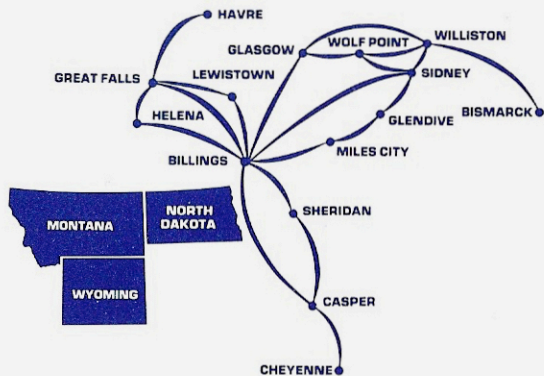 HAVRE
GLASGOW
WOLF POINT
WILLISTON
GREAT FALLS
LEWISTOWN
SIDNEY
BISMARCK
HELENA
GLENDIVE
BILLINGS
MILES CITY
MONTANA
NORTH
DAKOTA
SHERIDAN
WYOMING
CASPER
CHEYENNE